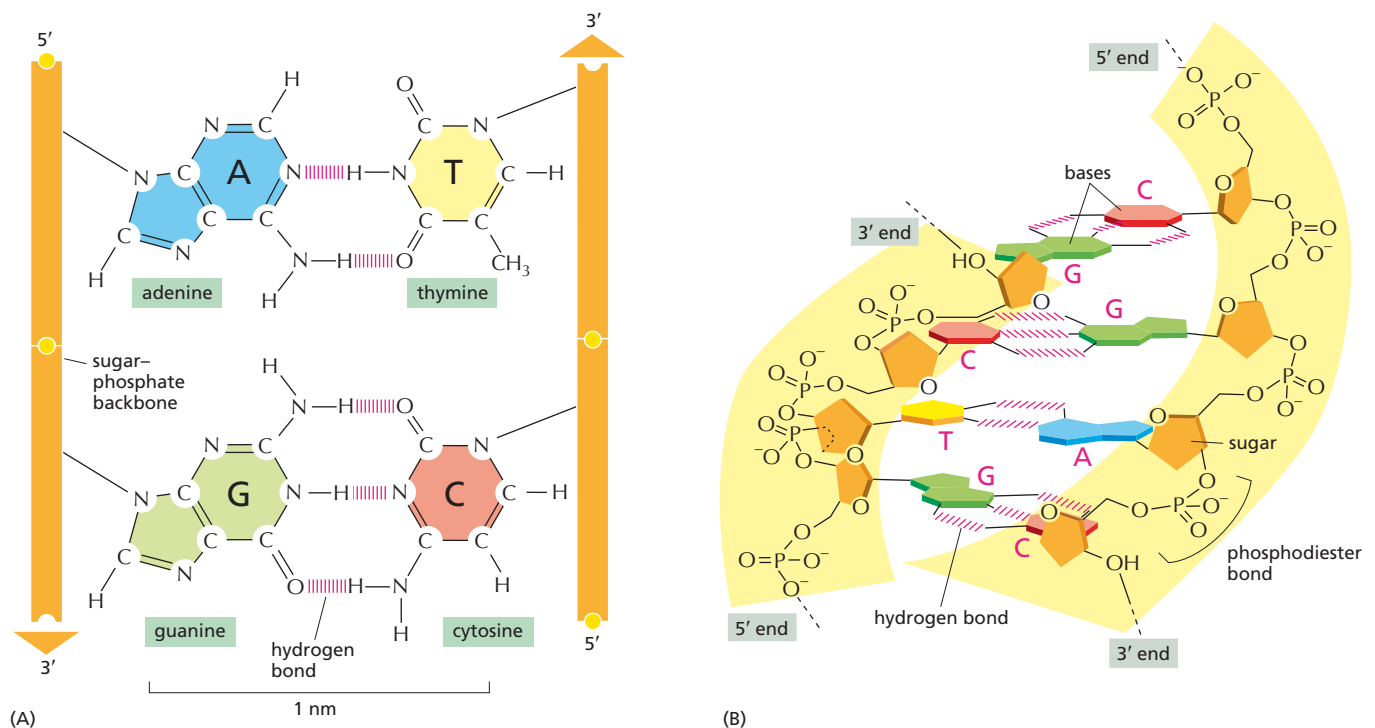 5′
3′
H
O
N
C
C
N
A
N
H
N
T
C
H
N
C
C
C
C
C
N
N
H
O
CH₃
H
H
adenine
thymine
sugar–
phosphate
backbone
H
N
H
O
N
C
C
N
G
N
H
N
C
C
H
N
C
C
C
C
C
N
O
H
N
H
H
H
guanine
cytosine
hydrogen
bond
3′
5′
1 nm
(A)
5′ end
⁻O
O⁻
P
O
O
bases
C
O
O
O
P
O
O⁻
3′ end
HO
G
O
O
O⁻
O
P
O
O
C
G
O
O
O
P
O
O⁻
O⁻
O
P
O
O
T
A
O
sugar
O
P
⁻O
O
O
G
O
O
O
P
O⁻
O
C
O
OH
phosphodiester
bond
O
O
P
O⁻
O⁻
hydrogen bond
5′ end
3′ end
(B)